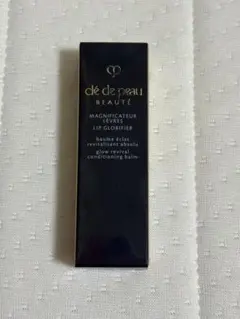 clé de peau
BEAUTÉ
MAGNIFICATEUR
LÈVRES
LIP GLORIFIER
baume éclat
revitalisant absolu
glow revival
conditioning balm